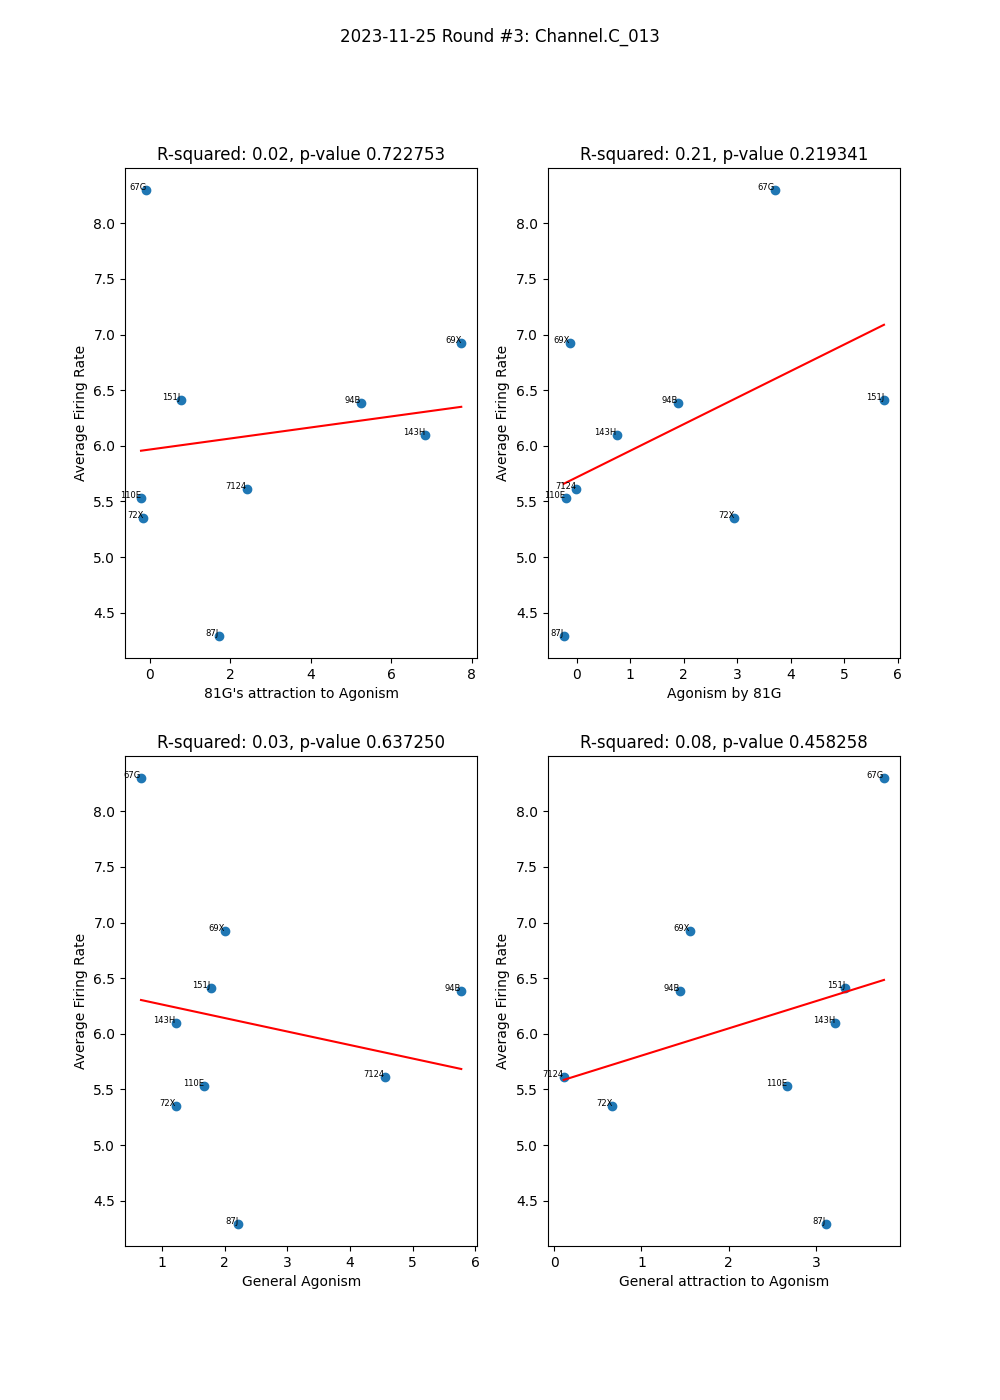 2023-11-25 Round #3: Channel.C_013
R-squared: 0.02, p-value 0.722753
Average Firing Rate
8.0
7.5
7.0
6.5
6.0
5.5
5.0
4.5
67G
69X
151J
94B
143H
7124
110E
72X
87J
0 2 4 6 8
81G's attraction to Agonism
R-squared: 0.21, p-value 0.219341
Average Firing Rate
8.0
7.5
7.0
6.5
6.0
5.5
5.0
4.5
67G
69X
94B
151J
143H
7124
110E
72X
87J
0 1 2 3 4 5 6
Agonism by 81G
R-squared: 0.03, p-value 0.637250
Average Firing Rate
8.0
7.5
7.0
6.5
6.0
5.5
5.0
4.5
67G
69X
151J
94B
143H
7124
110E
72X
87J
1 2 3 4 5 6
General Agonism
R-squared: 0.08, p-value 0.458258
Average Firing Rate
8.0
7.5
7.0
6.5
6.0
5.5
5.0
4.5
67G
69X
94B
151J
143H
7124
110E
72X
87J
0 1 2 3
General attraction to Agonism